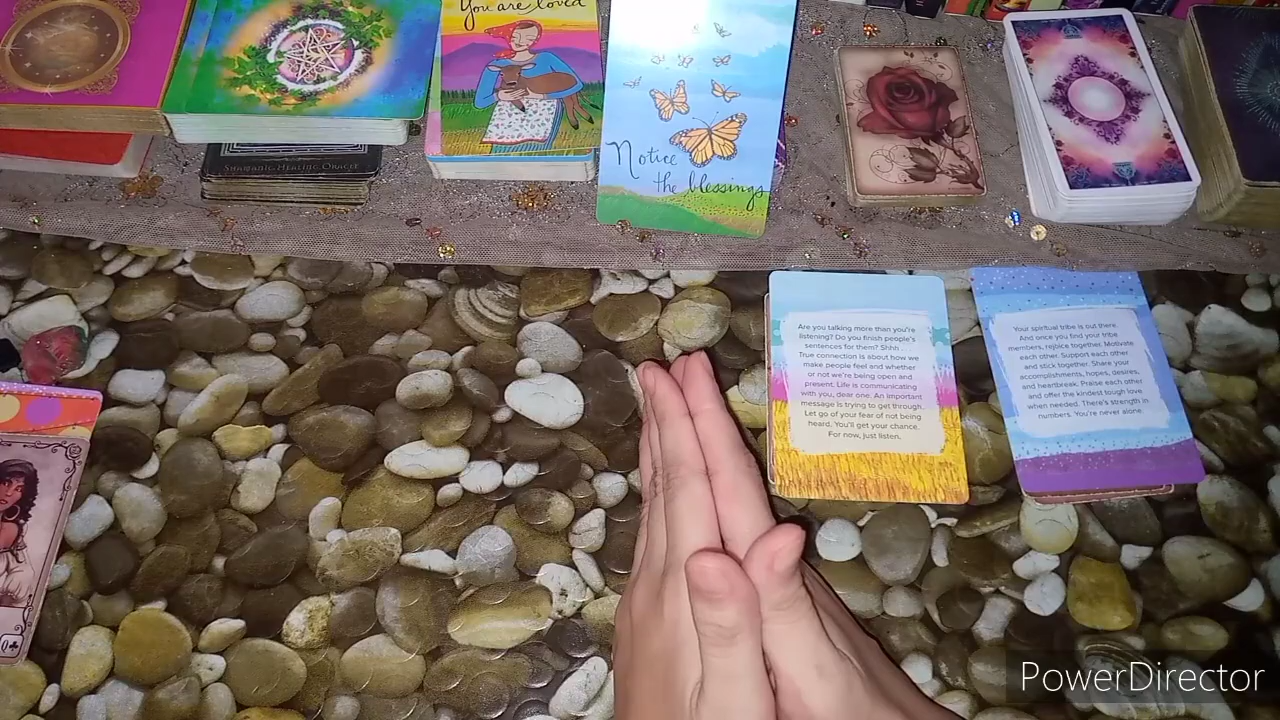 You are loved
Notice
the blessings
SHAMANIC HEALING ORACLE
Are you talking more than you're
listening? Do you finish people's
sentences for them? Shhh.
True connection is about how we
make people feel and whether
or not we're being open and
present. Life is communicating
with you, dear one. An important
message is trying to get through.
Let go of your fear of not being
heard. You'll get your chance.
For now, just listen.
Your spiritual tribe is out there.
And once you find your tribe
members, rejoice together. Motivate
each other. Support each other
and stick together. Share your
accomplishments, hopes, desires,
and heartbreak. Praise each other
and offer the kindest tough love
when needed. There's strength in
numbers. You're never alone.
PowerDirector